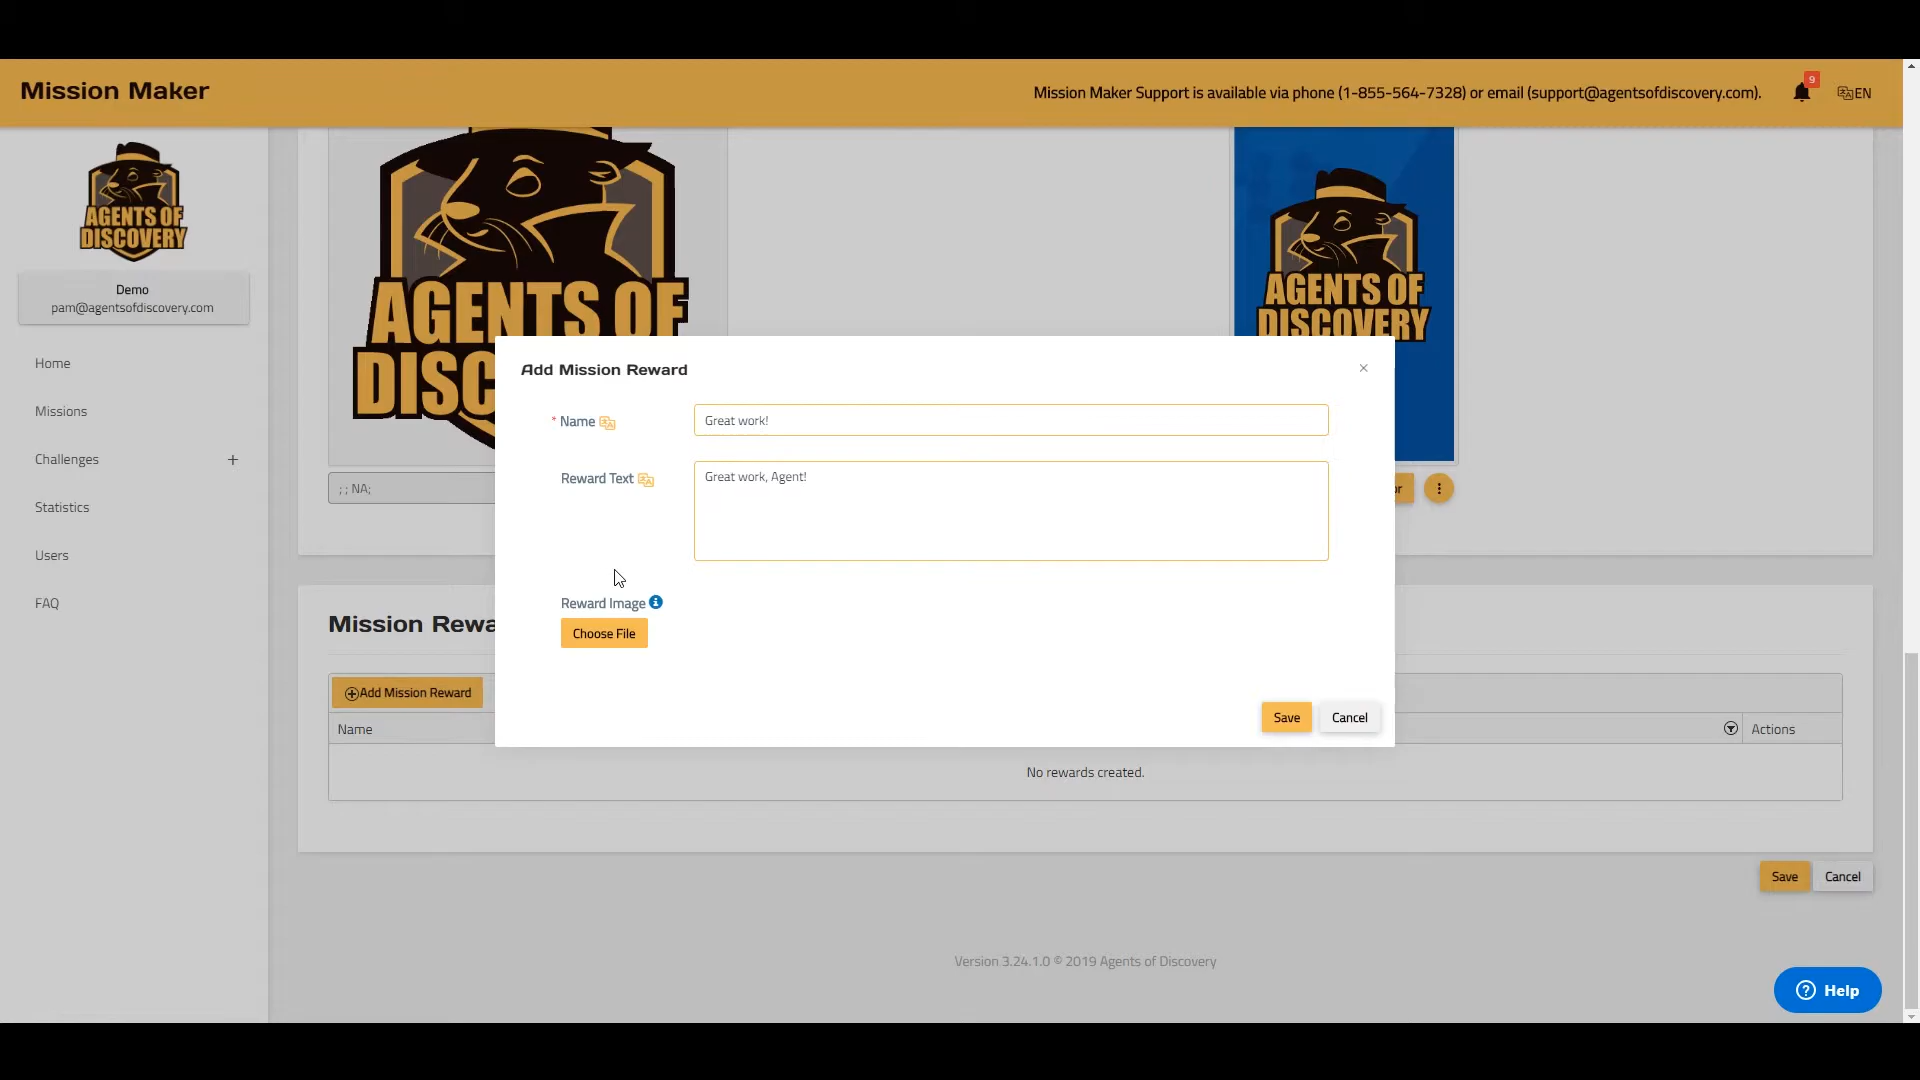 Mission Maker
Mission Maker Support is available via phone (1-855-564-7328) or email (support@agentsofdiscovery.com).
9
EN
AGENTS OF
DISCOVERY
Demo
pam@agentsofdiscovery.com
Home
Missions
Challenges
Statistics
Users
FAQ
AGENTS OF
DISC
AGENTS OF
DISCOVERY
; ; NA;
or
Add Mission Reward
* Name
Great work!
Reward Text
Great work, Agent!
Reward Image
Choose File
Save
Cancel
Mission Rewa
Add Mission Reward
Name
Actions
No rewards created.
Save
Cancel
Version 3.24.1.0 © 2019 Agents of Discovery
Help